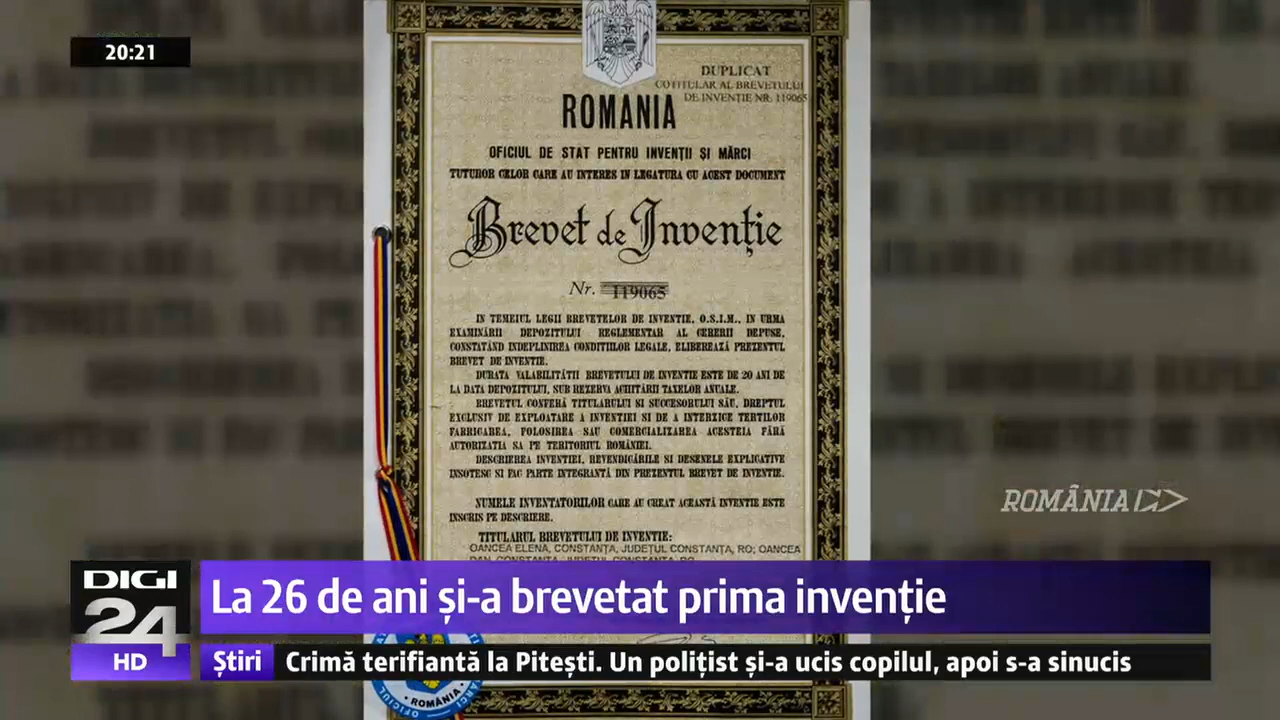 20:21
DUPLICAT
COTITULAR AL BREVETULUI
DE INVENȚIE NR. 119065
ROMANIA
OFICIUL DE STAT PENTRU INVENȚII ȘI MĂRCI
TUTUROR CELOR CARE AU INTERES IN LEGATURA CU ACEST DOCUMENT
Brevet de Invenție
Nr. 119065
IN TEMEIUL LEGII BREVETELOR DE INVENTIE, O.S.I.M., IN URMA
EXAMINĂRII DEPOZITULUI REGLEMENTAR AL CERERII DEPUSE,
CONSTATÂND INDEPLINIREA CONDITIILOR LEGALE, ELIBEREAZĂ PREZENTUL
BREVET DE INVENTIE.
DURATA VALABILITĂTII BREVETULUI DE INVENTIE ESTE DE 20 ANI DE
LA DATA DEPOZITULUI, SUB REZERVA ACHITĂRII TAXELOR ANUALE.
BREVETUL CONFERĂ TITULARULUI SI SUCCESORULUI SĂU, DREPTUL
EXCLUSIV DE EXPLOATARE A INVENTIEI SI DE A INTERZICE TERTILOR
FABRICAREA, FOLOSIREA SAU COMERCIALIZAREA ACESTEIA FĂRĂ
AUTORIZATIA SA PE TERITORIUL ROMÂNIEI.
DESCRIEREA INVENTIEI, REVENDICĂRILE SI DESENELE EXPLICATIVE
INSOTESC SI FAC PARTE INTEGRANTĂ DIN PREZENTUL BREVET DE INVENTIE.
NUMELE INVENTATORILOR CARE AU CREAT ACEASTĂ INVENTIE ESTE
INSCRIS PE DESCRIERE.
TITULARUL BREVETULUI DE INVENTIE:
OANCEA ELENA, CONSTANȚA, JUDEȚUL CONSTANȚA, RO; OANCEA
ROMÂNIA
DIGI
24
HD
La 26 de ani și-a brevetat prima invenție
Știri
Crimă terifiantă la Pitești. Un polițist și-a ucis copilul, apoi s-a sinucis
• ROMÂNIA •